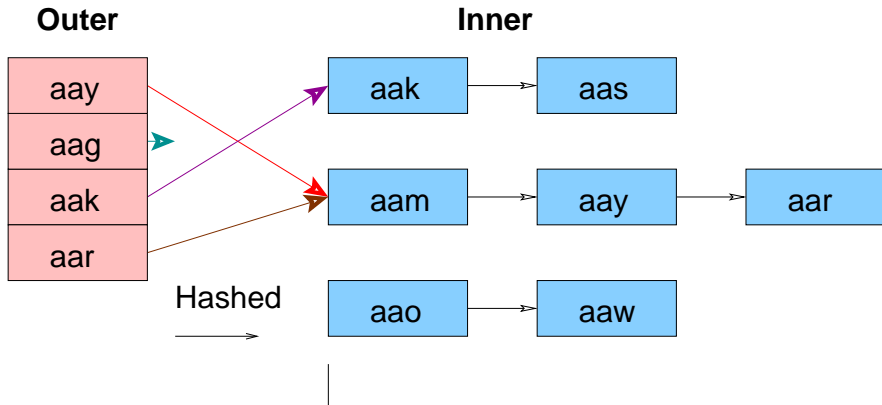 Outer Inner
aay
aag
aak
aar
aak aas
aam aay aar
Hashed
aao aaw